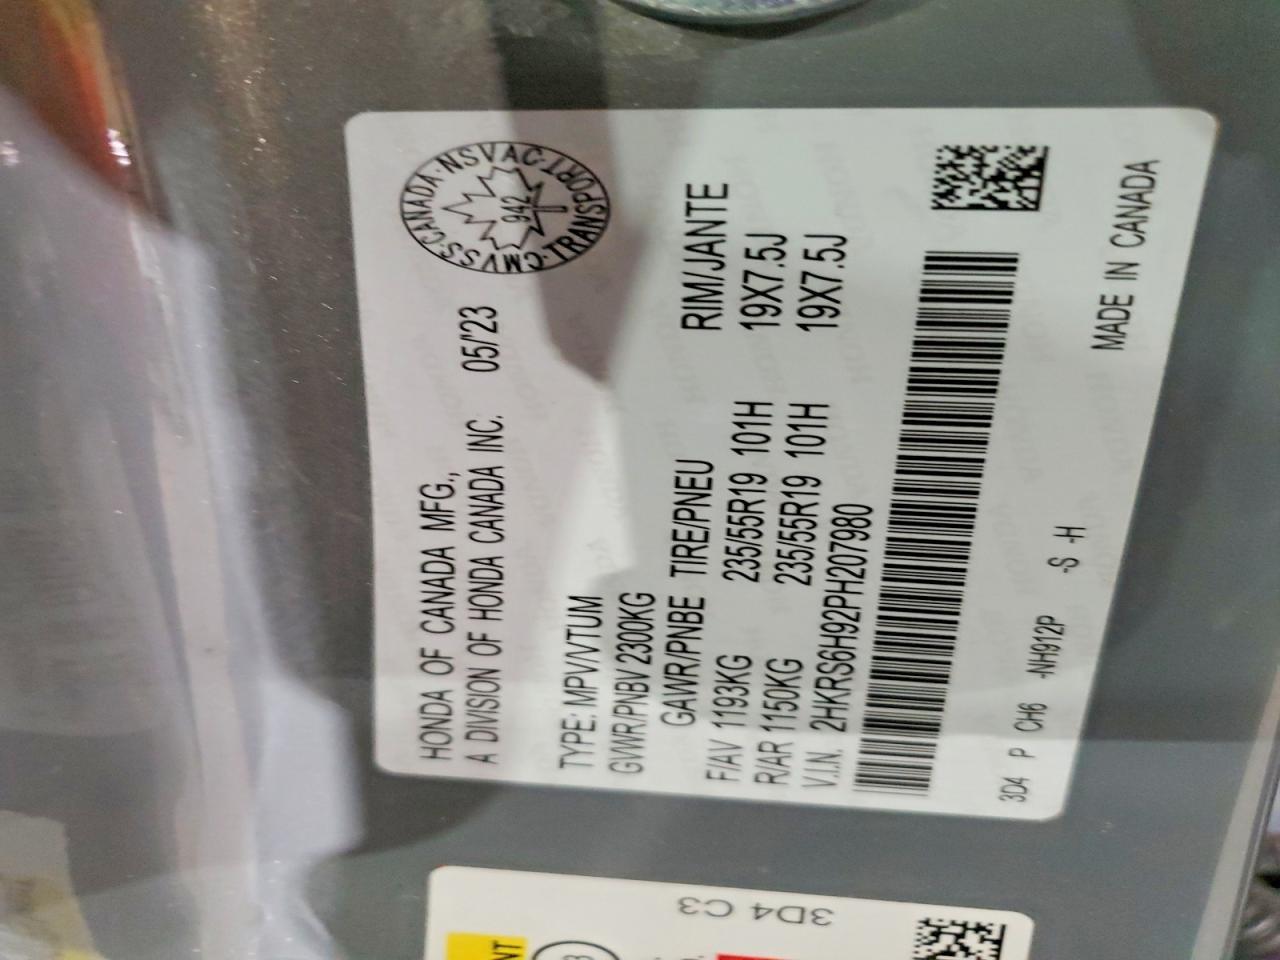 HONDA OF CANADA MFG.,
A DIVISION OF HONDA CANADA INC. 05/'23
CMVSS·CANADA·NSVAC·TRANSPORT
942
TYPE: MPV/VTUM
GWVR/PNBV 2300KG
GAWR/PNBE TIRE/PNEU RIM/JANTE
F/AV 1193KG 235/55R19 101H 19X7.5J
R/AR 1150KG 235/55R19 101H 19X7.5J
V.I.N. 2HKRS6H92PH207980
3D4 P CH6 -NH912P -S -H
MADE IN CANADA
3D4 C3